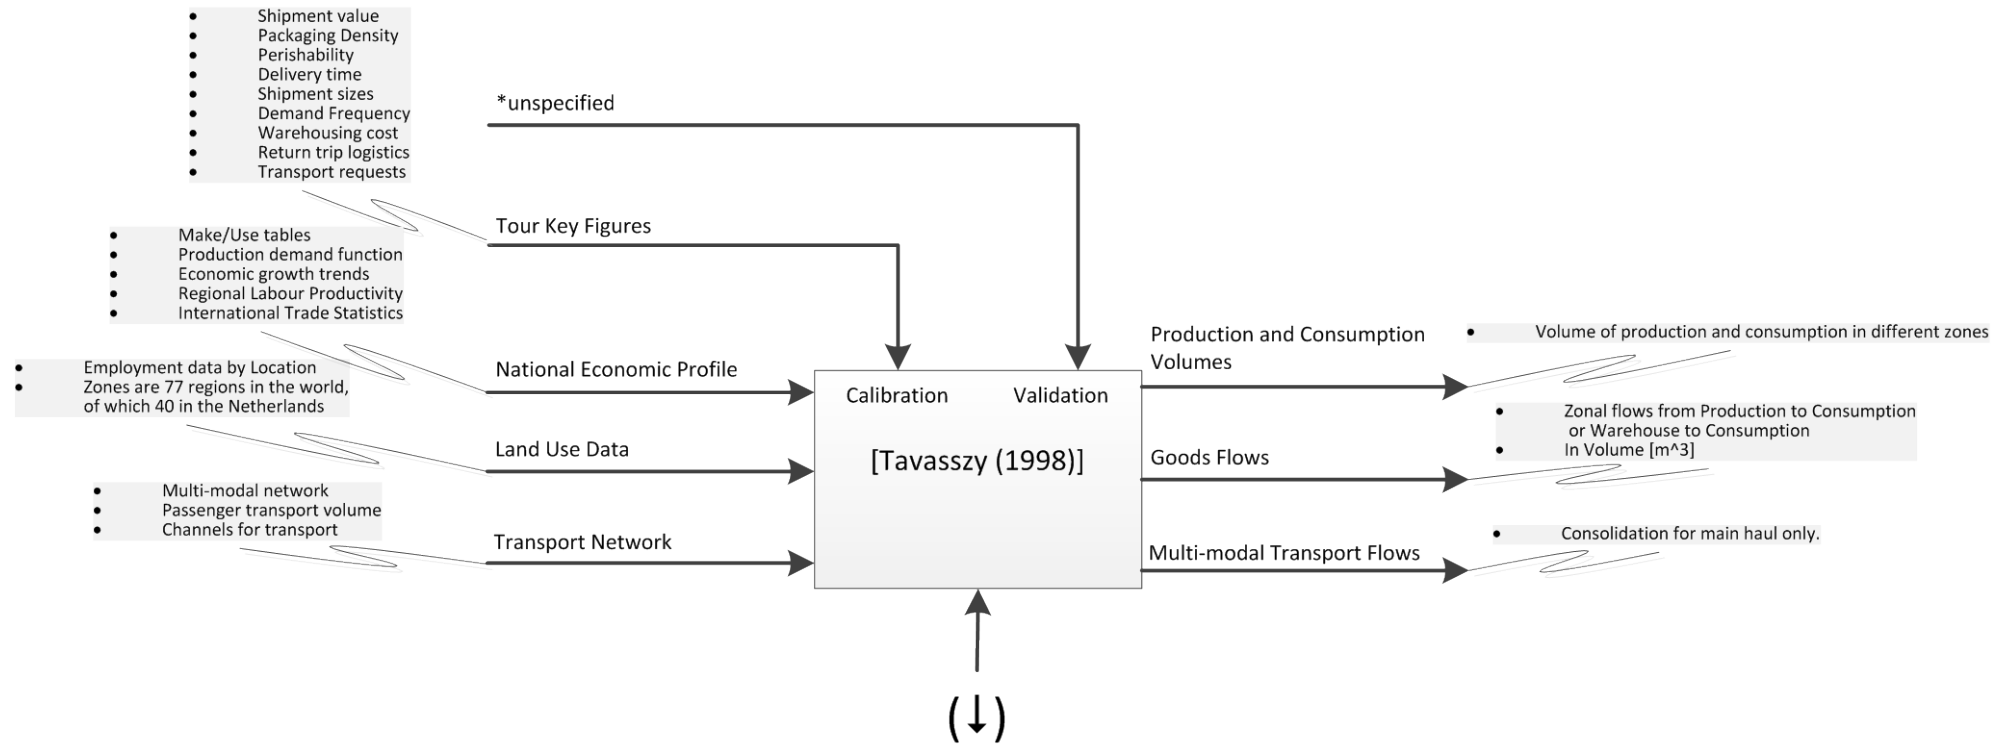 • Shipment value
• Packaging Density
• Perishability
• Delivery time
• Shipment sizes
• Demand Frequency
• Warehousing cost
• Return trip logistics
• Transport requests
*unspecified
Tour Key Figures
• Make/Use tables
• Production demand function
• Economic growth trends
• Regional Labour Productivity
• International Trade Statistics
National Economic Profile
• Employment data by Location
• Zones are 77 regions in the world,
of which 40 in the Netherlands
Land Use Data
• Multi-modal network
• Passenger transport volume
• Channels for transport
Transport Network
Calibration
Validation
[Tavasszy (1998)]
Production and Consumption
Volumes
• Volume of production and consumption in different zones
Goods Flows
• Zonal flows from Production to Consumption
or Warehouse to Consumption
• In Volume [m^3]
Multi-modal Transport Flows
• Consolidation for main haul only.
(↓)